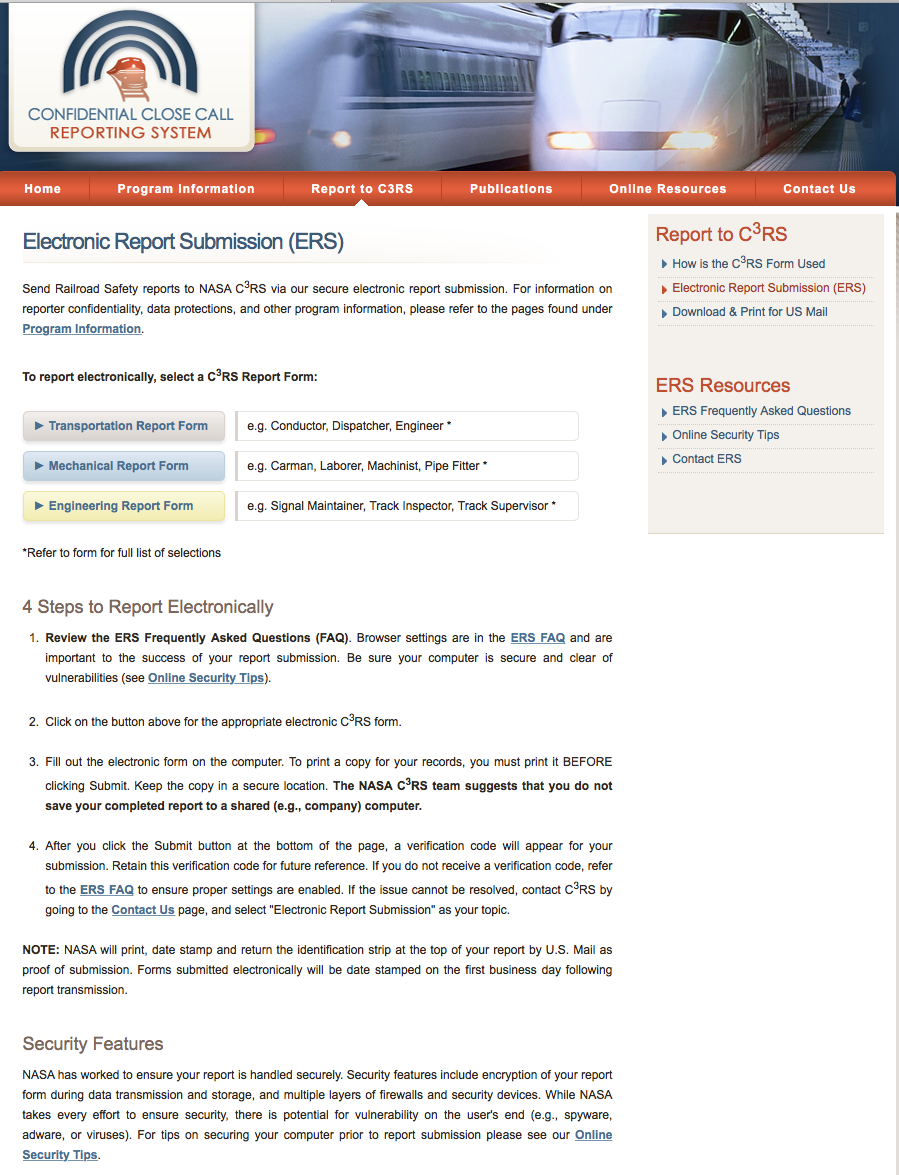 CONFIDENTIAL CLOSE CALL
REPORTING SYSTEM
Home
Program Information
Report to C3RS
Publications
Online Resources
Contact Us
Electronic Report Submission (ERS)
Send Railroad Safety reports to NASA C³RS via our secure electronic report submission. For information on
reporter confidentiality, data protections, and other program information, please refer to the pages found under
Program Information.
To report electronically, select a C³RS Report Form:
Transportation Report Form
e.g. Conductor, Dispatcher, Engineer *
Mechanical Report Form
e.g. Carman, Laborer, Machinist, Pipe Fitter *
Engineering Report Form
e.g. Signal Maintainer, Track Inspector, Track Supervisor *
*Refer to form for full list of selections
4 Steps to Report Electronically
1. Review the ERS Frequently Asked Questions (FAQ). Browser settings are in the ERS FAQ and are
important to the success of your report submission. Be sure your computer is secure and clear of
vulnerabilities (see Online Security Tips).
2. Click on the button above for the appropriate electronic C³RS form.
3. Fill out the electronic form on the computer. To print a copy for your records, you must print it BEFORE
clicking Submit. Keep the copy in a secure location. The NASA C³RS team suggests that you do not
save your completed report to a shared (e.g., company) computer.
4. After you click the Submit button at the bottom of the page, a verification code will appear for your
submission. Retain this verification code for future reference. If you do not receive a verification code, refer
to the ERS FAQ to ensure proper settings are enabled. If the issue cannot be resolved, contact C³RS by
going to the Contact Us page, and select "Electronic Report Submission" as your topic.
NOTE: NASA will print, date stamp and return the identification strip at the top of your report by U.S. Mail as
proof of submission. Forms submitted electronically will be date stamped on the first business day following
report transmission.
Security Features
NASA has worked to ensure your report is handled securely. Security features include encryption of your report
form during data transmission and storage, and multiple layers of firewalls and security devices. While NASA
takes every effort to ensure security, there is potential for vulnerability on the user's end (e.g., spyware,
adware, or viruses). For tips on securing your computer prior to report submission please see our Online
Security Tips.
Report to C³RS
How is the C³RS Form Used
Electronic Report Submission (ERS)
Download & Print for US Mail
ERS Resources
ERS Frequently Asked Questions
Online Security Tips
Contact ERS